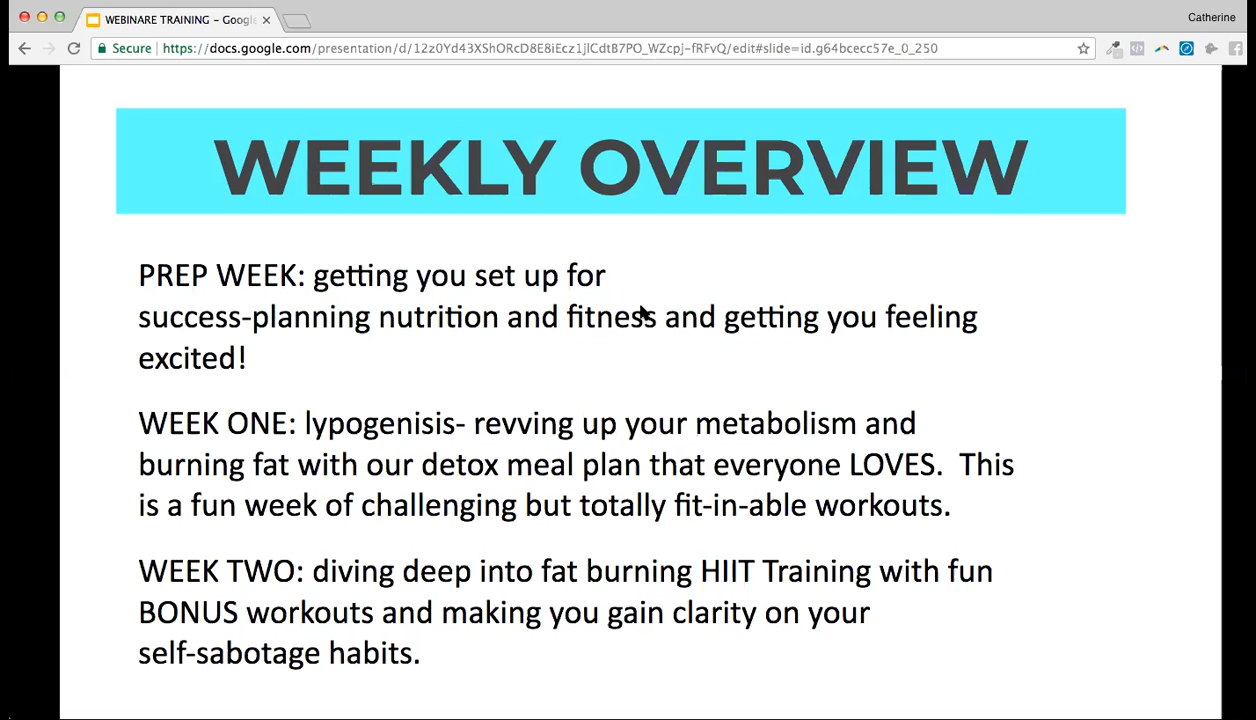 WEBINARE TRAINING – Googl
Catherine
Secure
https://docs.google.com/presentation/d/12z0Yd43XShORcD8E8iEcz1jlCdtB7PO_WZcpj-fRFvQ/edit#slide=id.g64bcecc57e_0_250
WEEKLY OVERVIEW
PREP WEEK: getting you set up for
success-planning nutrition and fitness and getting you feeling
excited!
WEEK ONE: lypogenisis- revving up your metabolism and
burning fat with our detox meal plan that everyone LOVES.  This
is a fun week of challenging but totally fit-in-able workouts.
WEEK TWO: diving deep into fat burning HIIT Training with fun
BONUS workouts and making you gain clarity on your
self-sabotage habits.